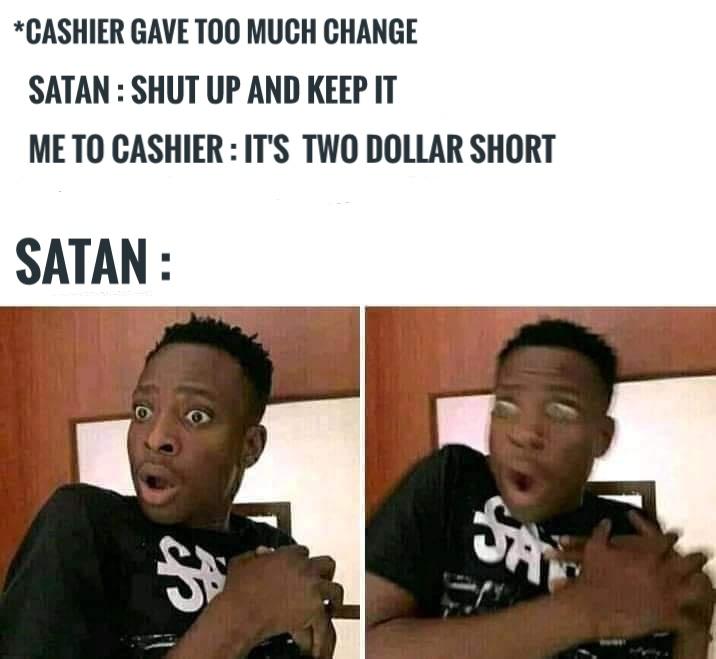 *CASHIER GAVE TOO MUCH CHANGE
SATAN : SHUT UP AND KEEP IT
ME TO CASHIER : IT'S TWO DOLLAR SHORT
SATAN :